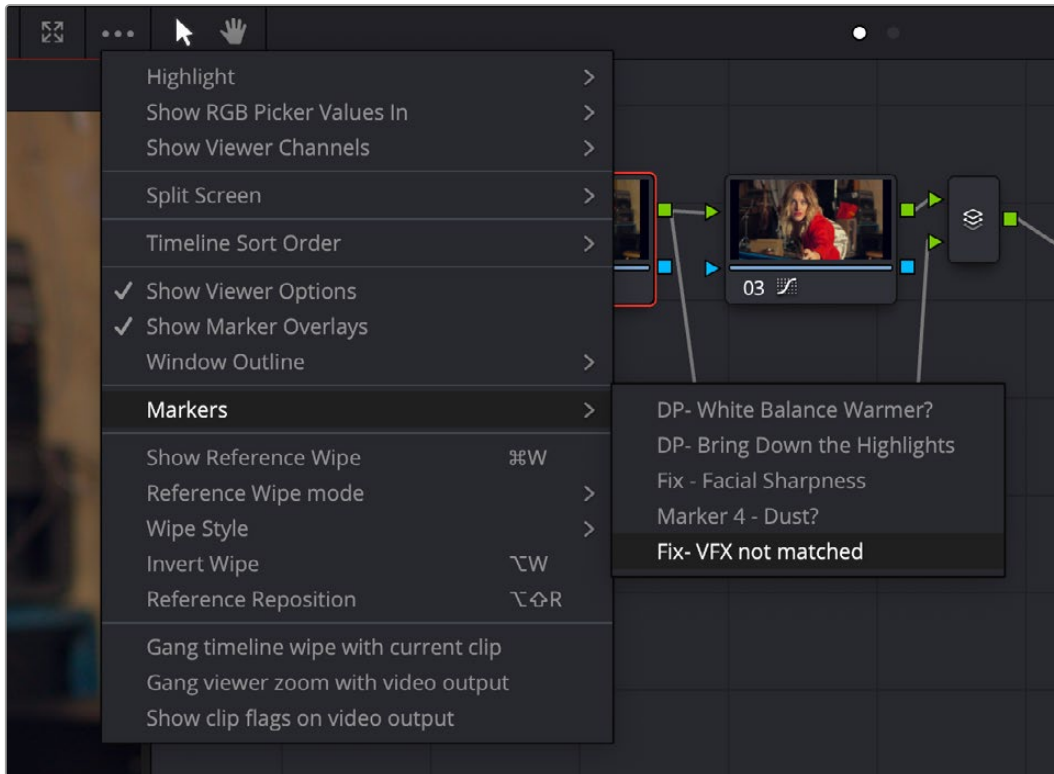 Highlight
Show RGB Picker Values In
Show Viewer Channels
Split Screen
Timeline Sort Order
Show Viewer Options
Show Marker Overlays
Window Outline
Markers
Show Reference Wipe ⌘W
Reference Wipe mode
Wipe Style
Invert Wipe ⌥W
Reference Reposition ⌥⇧R
Gang timeline wipe with current clip
Gang viewer zoom with video output
Show clip flags on video output
DP- White Balance Warmer?
DP- Bring Down the Highlights
Fix - Facial Sharpness
Marker 4 - Dust?
Fix- VFX not matched
03